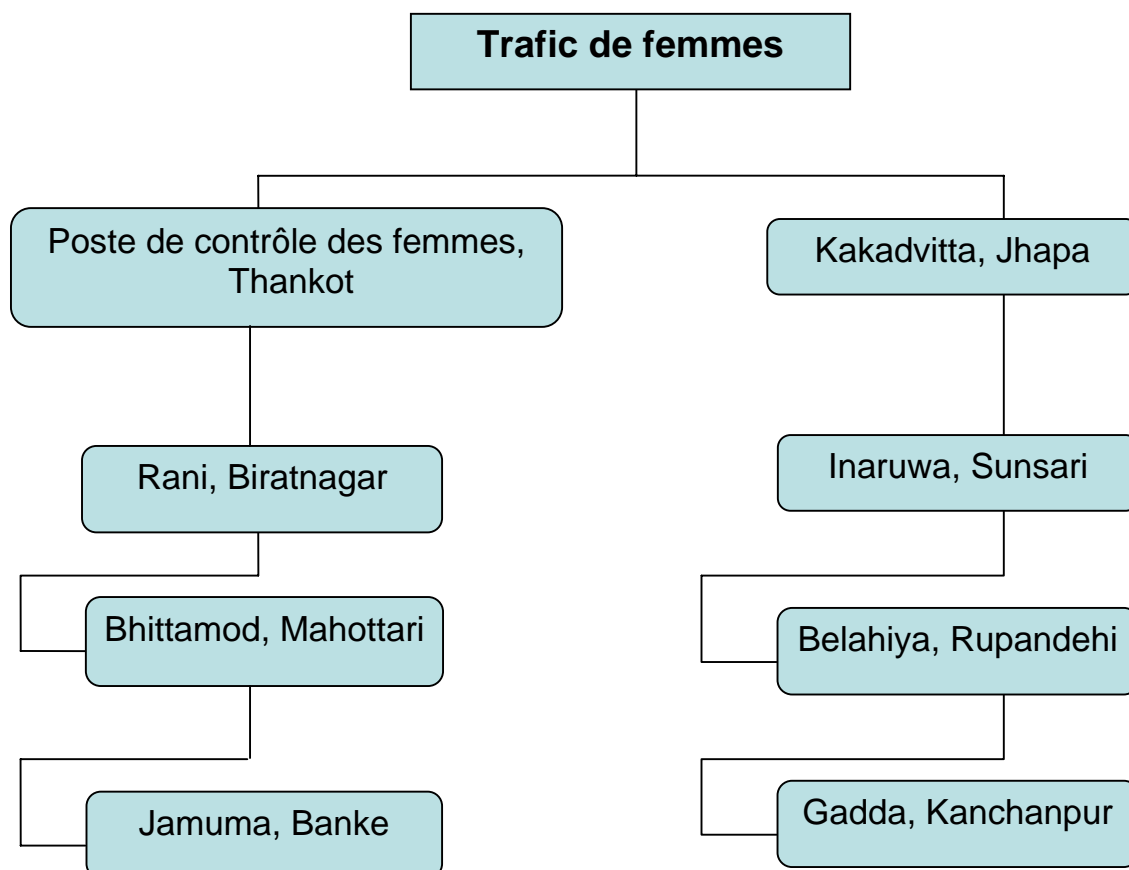 Trafic de femmes
Poste de contrôle des femmes,
Thankot
Kakadvitta, Jhapa
Rani, Biratnagar
Inaruwa, Sunsari
Bhittamod, Mahottari
Belahiya, Rupandehi
Jamuma, Banke
Gadda, Kanchanpur